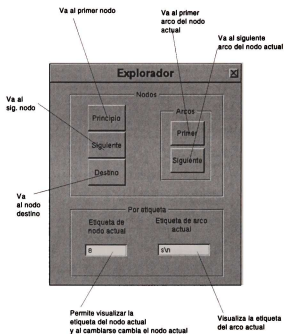 Va al primer nodo
Va al primer
arco del nodo
actual
Va al siguiente
arco del nodo actual
Explorador
Nodos
Va al
sig. nodo
Principio
Arcos
Primer
Siguiente
Siguiente
Destino
Va
al nodo
destino
Por etiqueta
Etiqueta de
nodo actual
Etiqueta de arco
actual
8
s\n
Permite visualizar la
etiqueta del nodo actual
y al cambiarse cambia el nodo actual
Visualiza la etiqueta
del arco actual